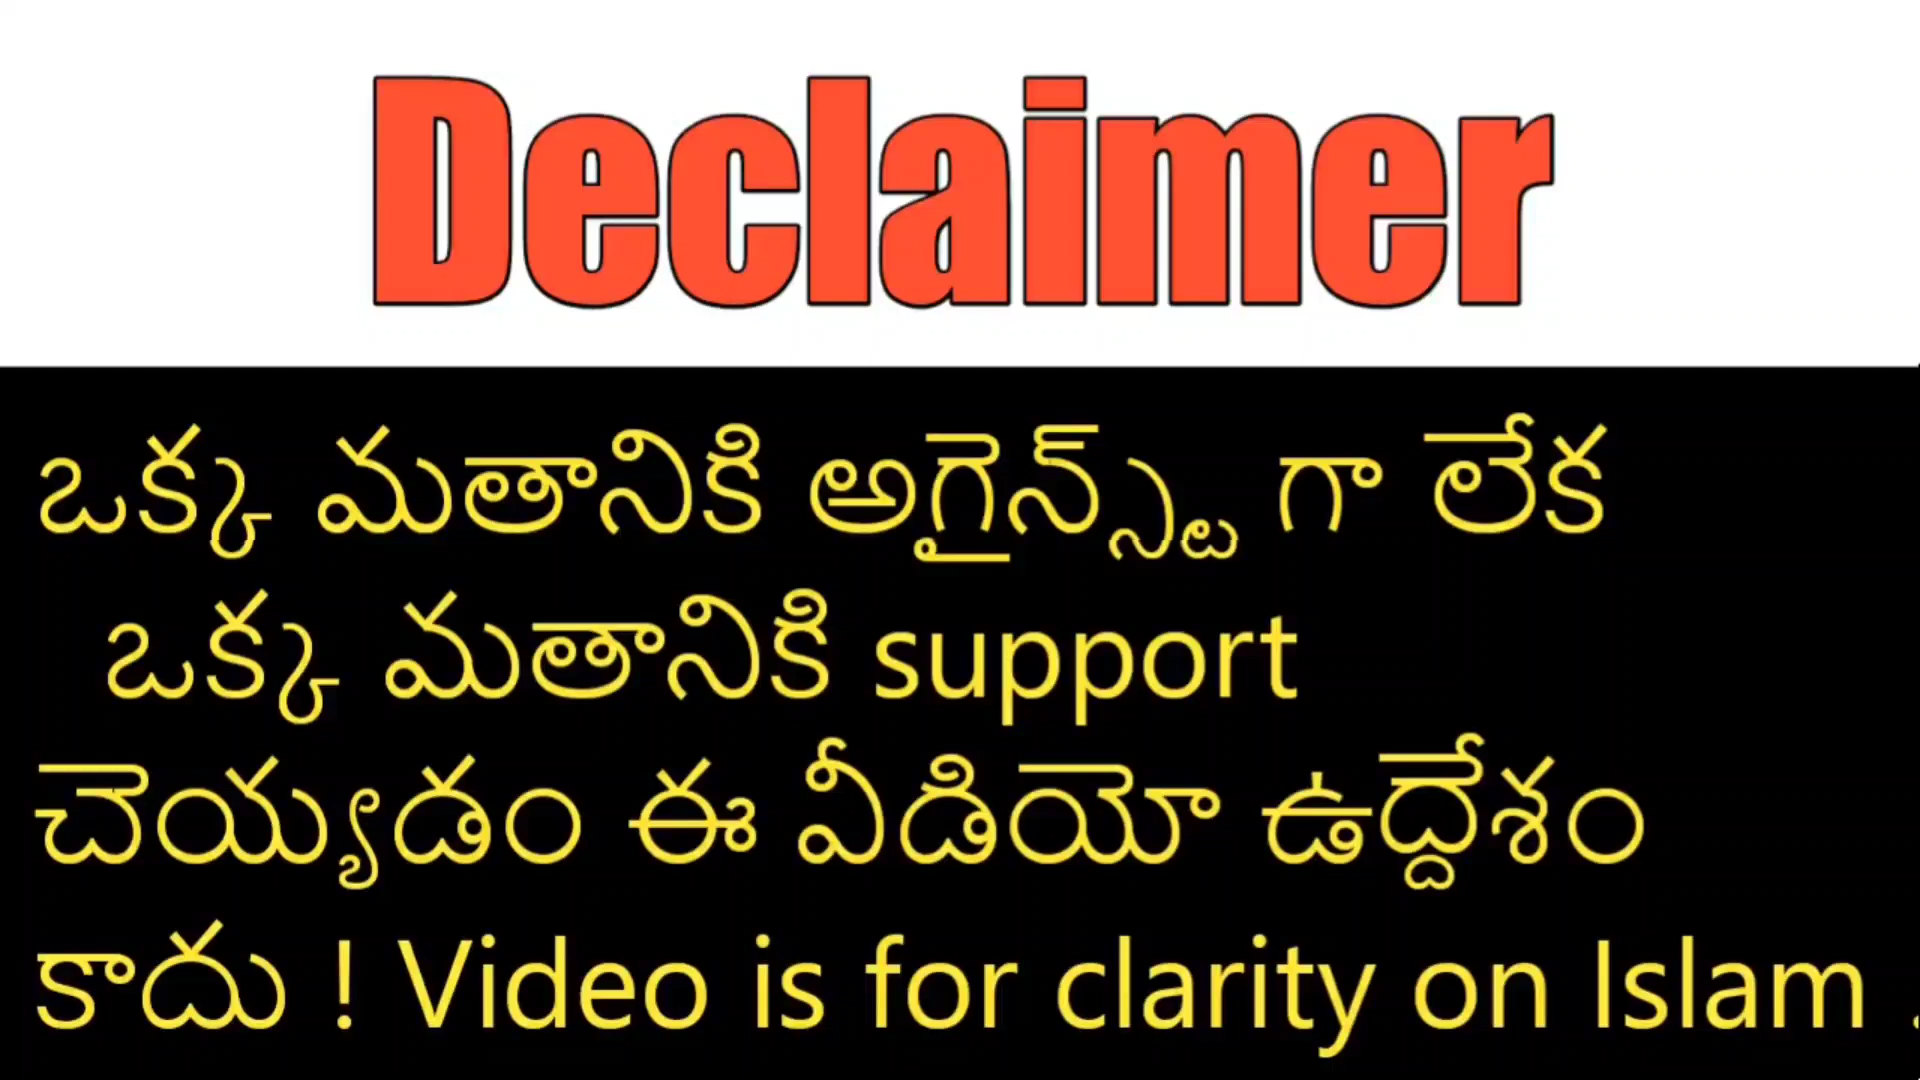 Declaimer
ఒక్క మతానికి అగైన్స్ట్ గా లేక
ఒక్క మతానికి support
చెయ్యడం ఈ వీడియో ఉద్దేశం
కాదు ! Video is for clarity on Islam .